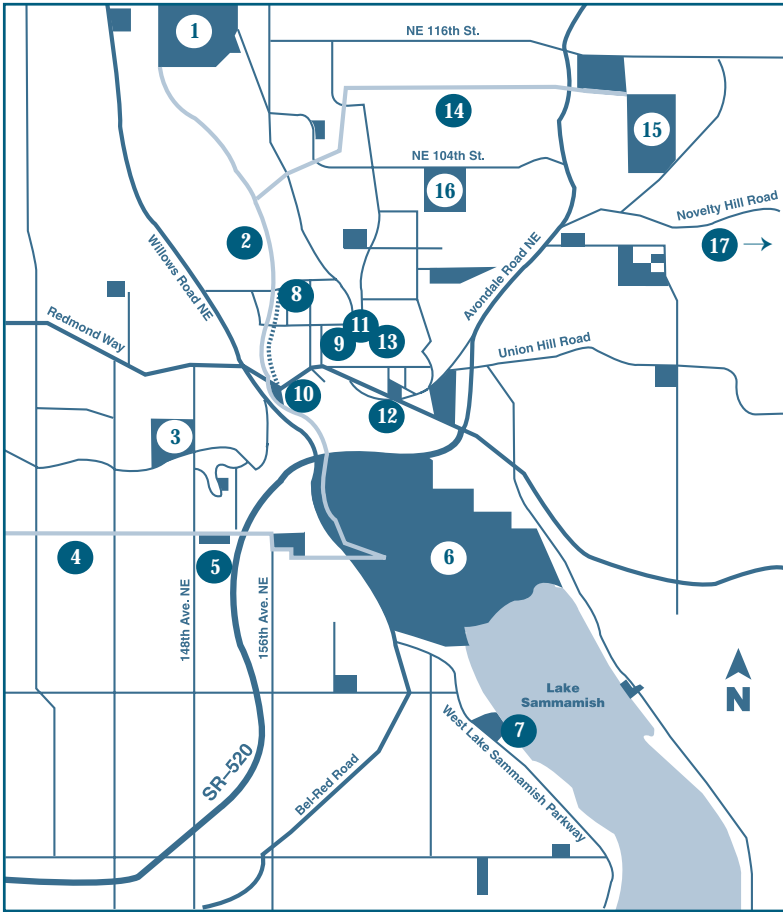 1
NE 116th St.
14
15
NE 104th St.
16
Novelty Hill Road
17
2
Willows Road NE
Avondale Road NE
8
Redmond Way
11
9
13
Union Hill Road
10
12
3
4
5
6
148th Ave. NE
156th Ave. NE
N
Lake
Sammamish
7
West Lake Sammamish Parkway
SR–520
Bel-Red Road